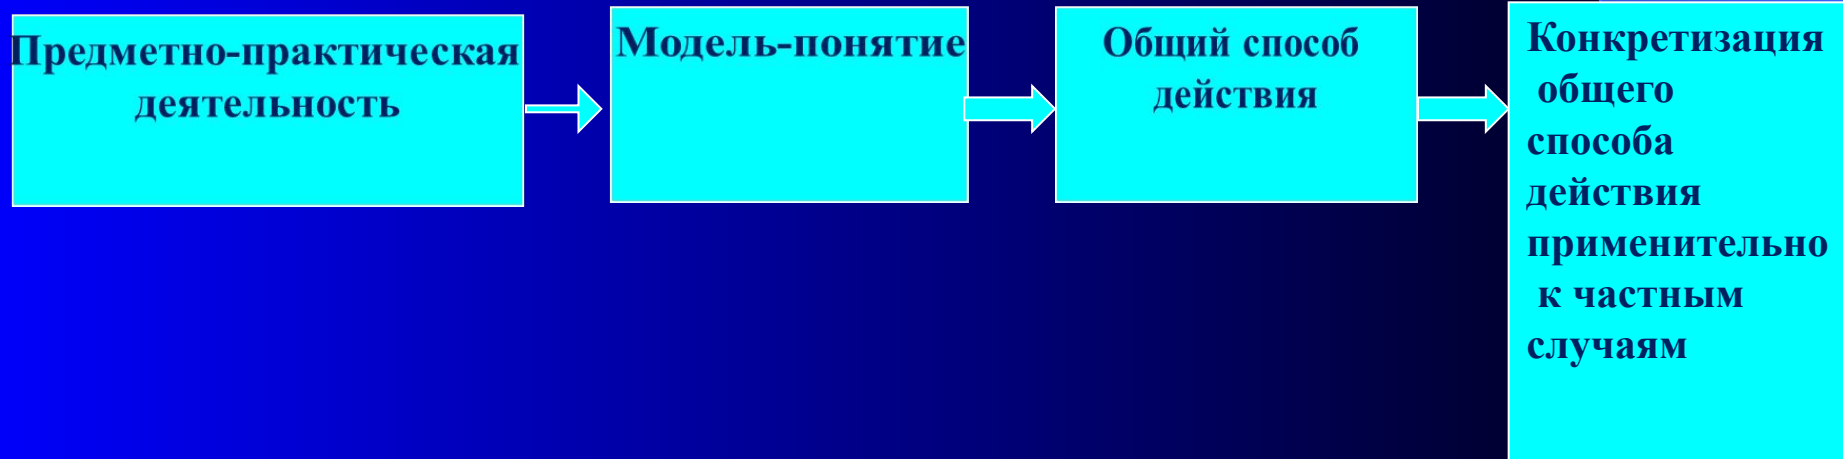 Предметно-практическая
деятельность
Модель-понятие
Общий способ
действия
Конкретизация
общего
способа
действия
применительно
к частным
случаям